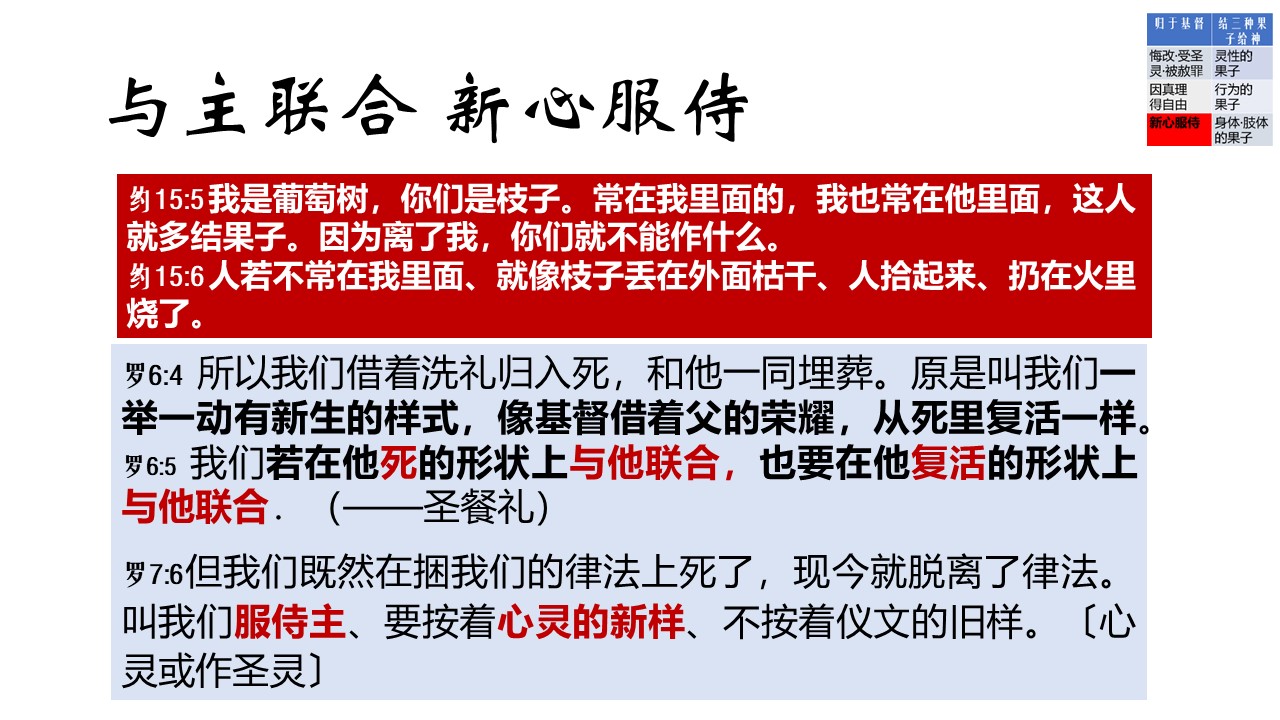 与主联合 新心服侍
归于基督 结三种果
子给神
悔改·受圣 灵性的
灵·被赦罪 果子
因真理 行为的
得自由 果子
新心服侍 身体·肢体
的果子
约15:5我是葡萄树，你们是枝子。常在我里面的，我也常在他里面，这人
就多结果子。因为离了我，你们就不能作什么。
约15:6人若不常在我里面、就像枝子丢在外面枯干、人拾起来、扔在火里
烧了。
罗6:4 所以我们借着洗礼归入死，和他一同埋葬。原是叫我们一
举一动有新生的样式，像基督借着父的荣耀，从死里复活一样。
罗6:5 我们若在他死的形状上与他联合，也要在他复活的形状上
与他联合．（——圣餐礼）
罗7:6但我们既然在捆我们的律法上死了，现今就脱离了律法。
叫我们服侍主、要按着心灵的新样、不按着仪文的旧样。〔心
灵或作圣灵〕